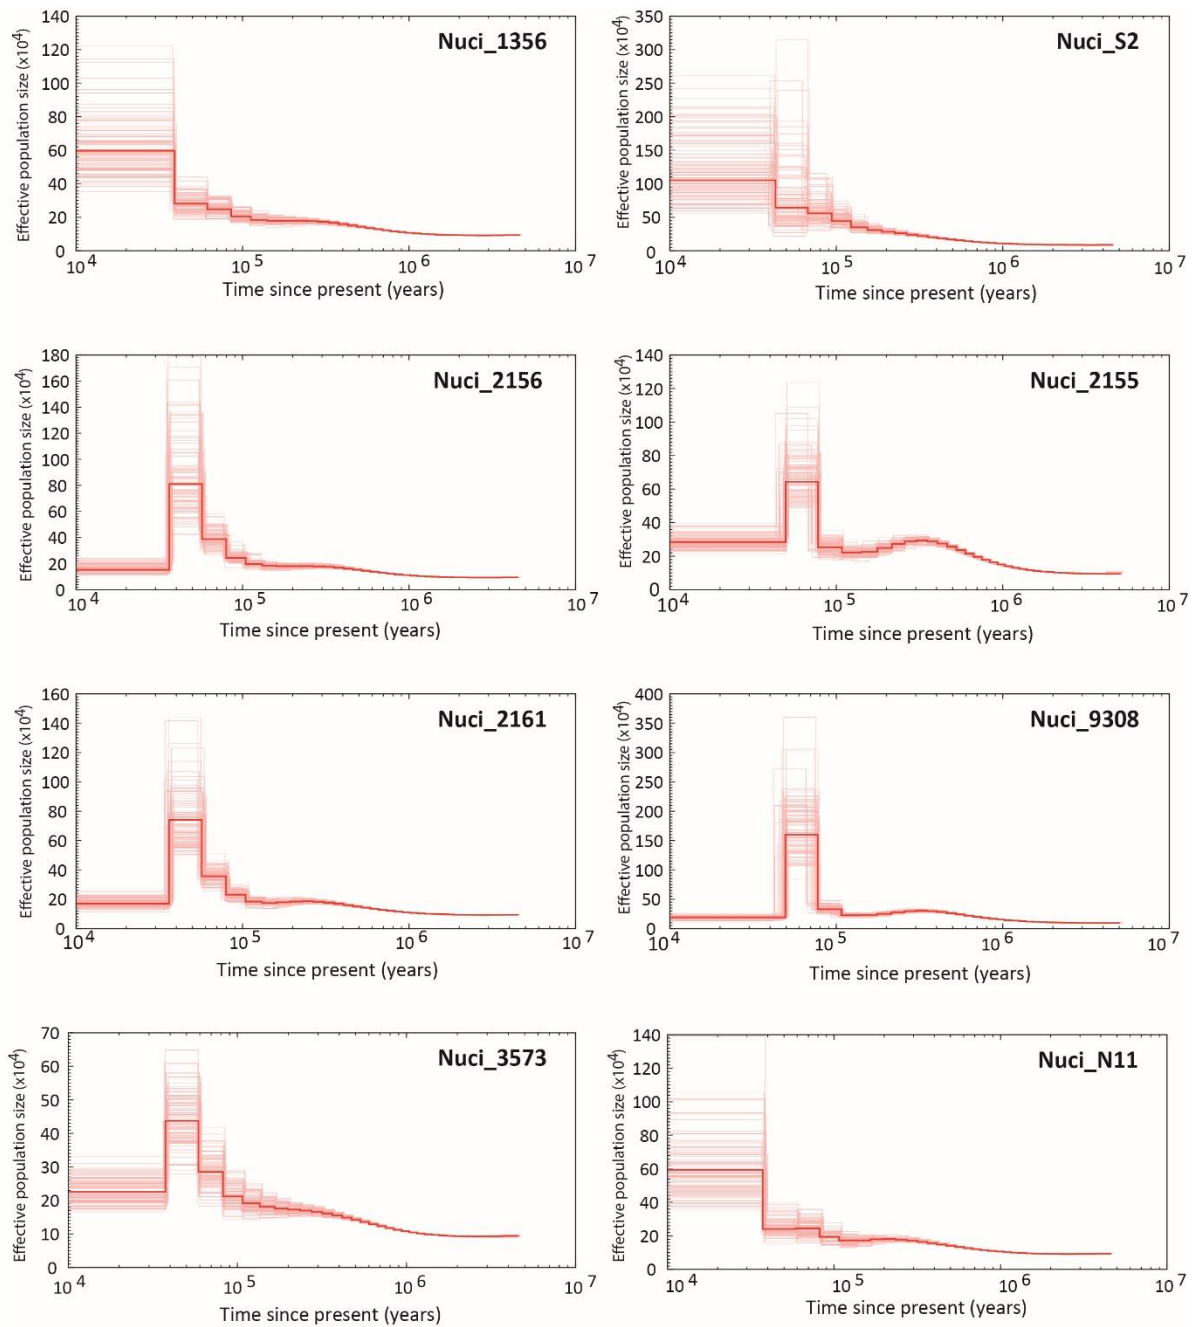 Nuci_1356
Effective population size (x10⁴)
140
120
100
80
60
40
20
0
10⁴ 10⁵ 10⁶ 10⁷
Time since present (years)
Nuci_S2
Effective population size (x10⁴)
350
300
250
200
150
100
50
0
10⁴ 10⁵ 10⁶ 10⁷
Time since present (years)
Nuci_2156
Effective population size (x10⁴)
180
160
140
120
100
80
60
40
20
0
10⁴ 10⁵ 10⁶ 10⁷
Time since present (years)
Nuci_2155
Effective population size (x10⁴)
140
120
100
80
60
40
20
0
10⁴ 10⁵ 10⁶ 10⁷
Time since present (years)
Nuci_2161
Effective population size (x10⁴)
160
140
120
100
80
60
40
20
0
10⁴ 10⁵ 10⁶ 10⁷
Time since present (years)
Nuci_9308
Effective population size (x10⁴)
400
350
300
250
200
150
100
50
0
10⁴ 10⁵ 10⁶ 10⁷
Time since present (years)
Nuci_3573
Effective population size (x10⁴)
70
60
50
40
30
20
10
0
10⁴ 10⁵ 10⁶ 10⁷
Time since present (years)
Nuci_N11
Effective population size (x10⁴)
140
120
100
80
60
40
20
0
10⁴ 10⁵ 10⁶ 10⁷
Time since present (years)